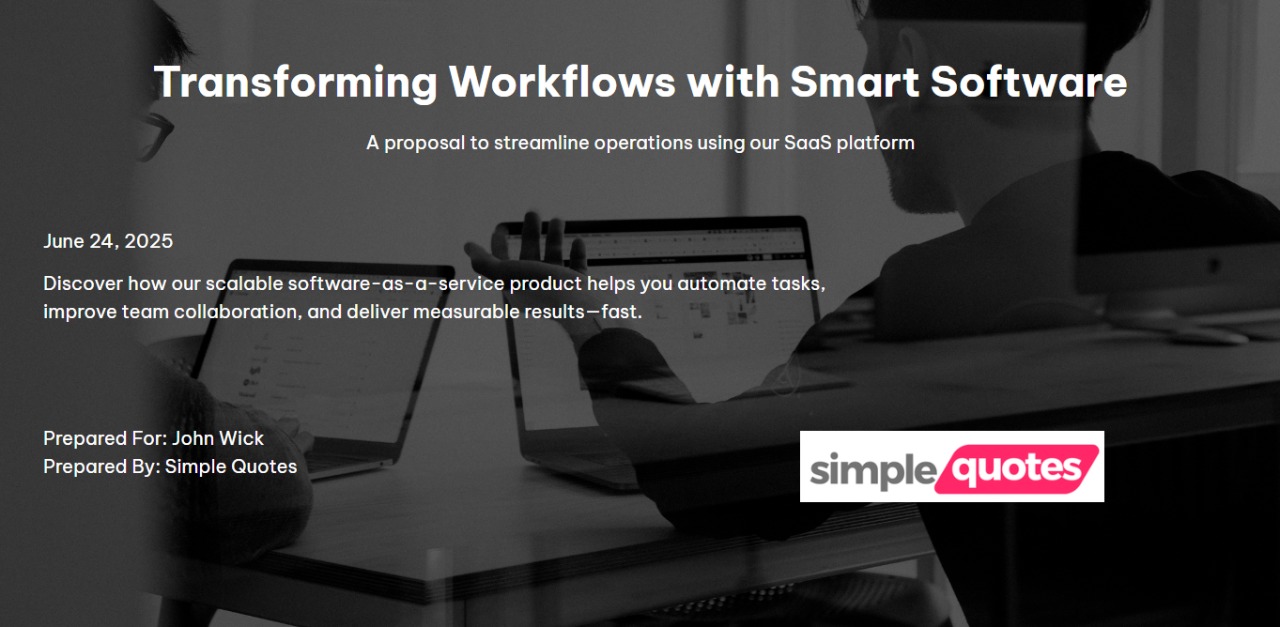 Transforming Workflows with Smart Software
A proposal to streamline operations using our SaaS platform
June 24, 2025
Discover how our scalable software-as-a-service product helps you automate tasks,
improve team collaboration, and deliver measurable results—fast.
Prepared For: John Wick
Prepared By: Simple Quotes
simple quotes